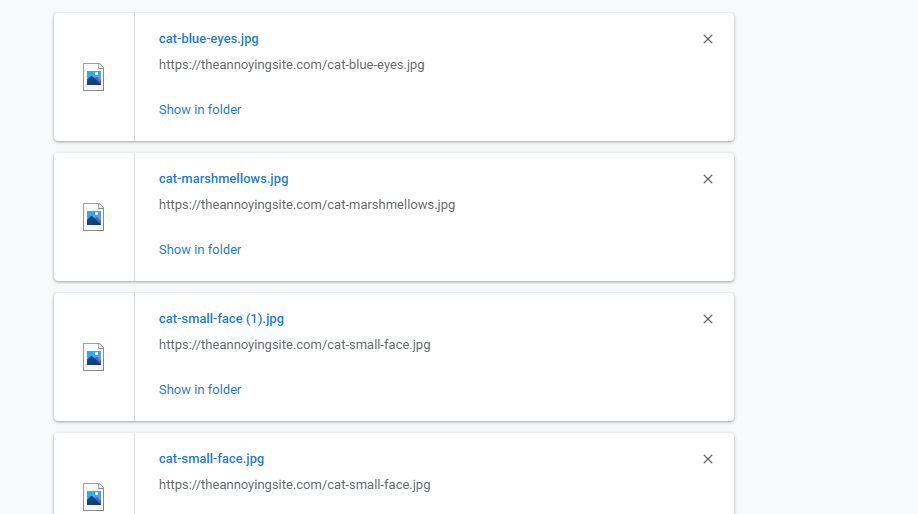 cat-blue-eyes.jpg
https://theannoyingsite.com/cat-blue-eyes.jpg
Show in folder
cat-marshmellows.jpg
https://theannoyingsite.com/cat-marshmellows.jpg
Show in folder
cat-small-face (1).jpg
https://theannoyingsite.com/cat-small-face.jpg
Show in folder
cat-small-face.jpg
https://theannoyingsite.com/cat-small-face.jpg